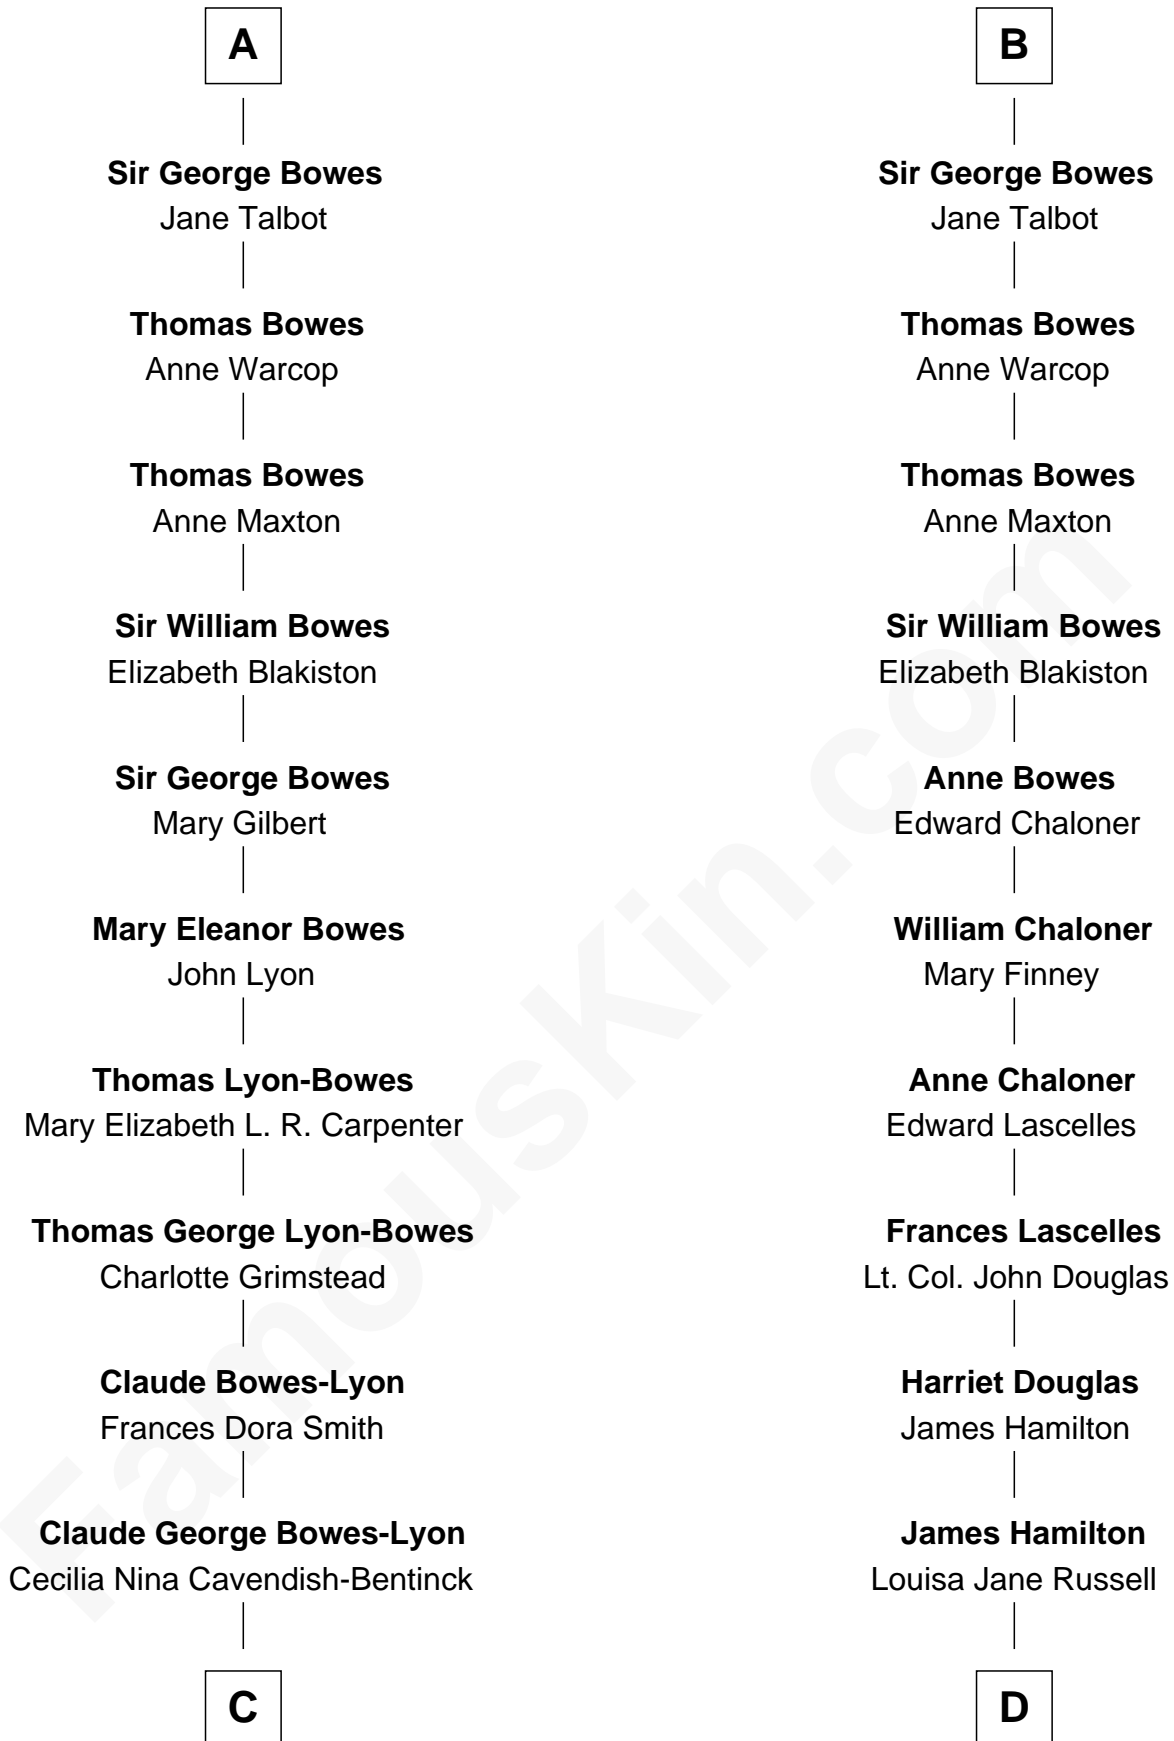 A
Sir George Bowes
Jane Talbot
Thomas Bowes
Anne Warcop
Thomas Bowes
Anne Maxton
Sir William Bowes
Elizabeth Blakiston
Sir George Bowes
Mary Gilbert
Mary Eleanor Bowes
John Lyon
Thomas Lyon-Bowes
Mary Elizabeth L. R. Carpenter
Thomas George Lyon-Bowes
Charlotte Grimstead
Claude Bowes-Lyon
Frances Dora Smith
Claude George Bowes-Lyon
Cecilia Nina Cavendish-Bentinck
C
B
Sir George Bowes
Jane Talbot
Thomas Bowes
Anne Warcop
Thomas Bowes
Anne Maxton
Sir William Bowes
Elizabeth Blakiston
Anne Bowes
Edward Chaloner
William Chaloner
Mary Finney
Anne Chaloner
Edward Lascelles
Frances Lascelles
Lt. Col. John Douglas
Harriet Douglas
James Hamilton
James Hamilton
Louisa Jane Russell
D
FamousKin.com